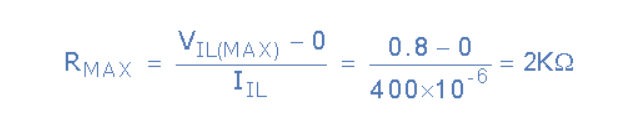 R_MAX = (V_IL(MAX) − 0) / I_IL = (0.8 − 0) / (400×10^-6) = 2KΩ